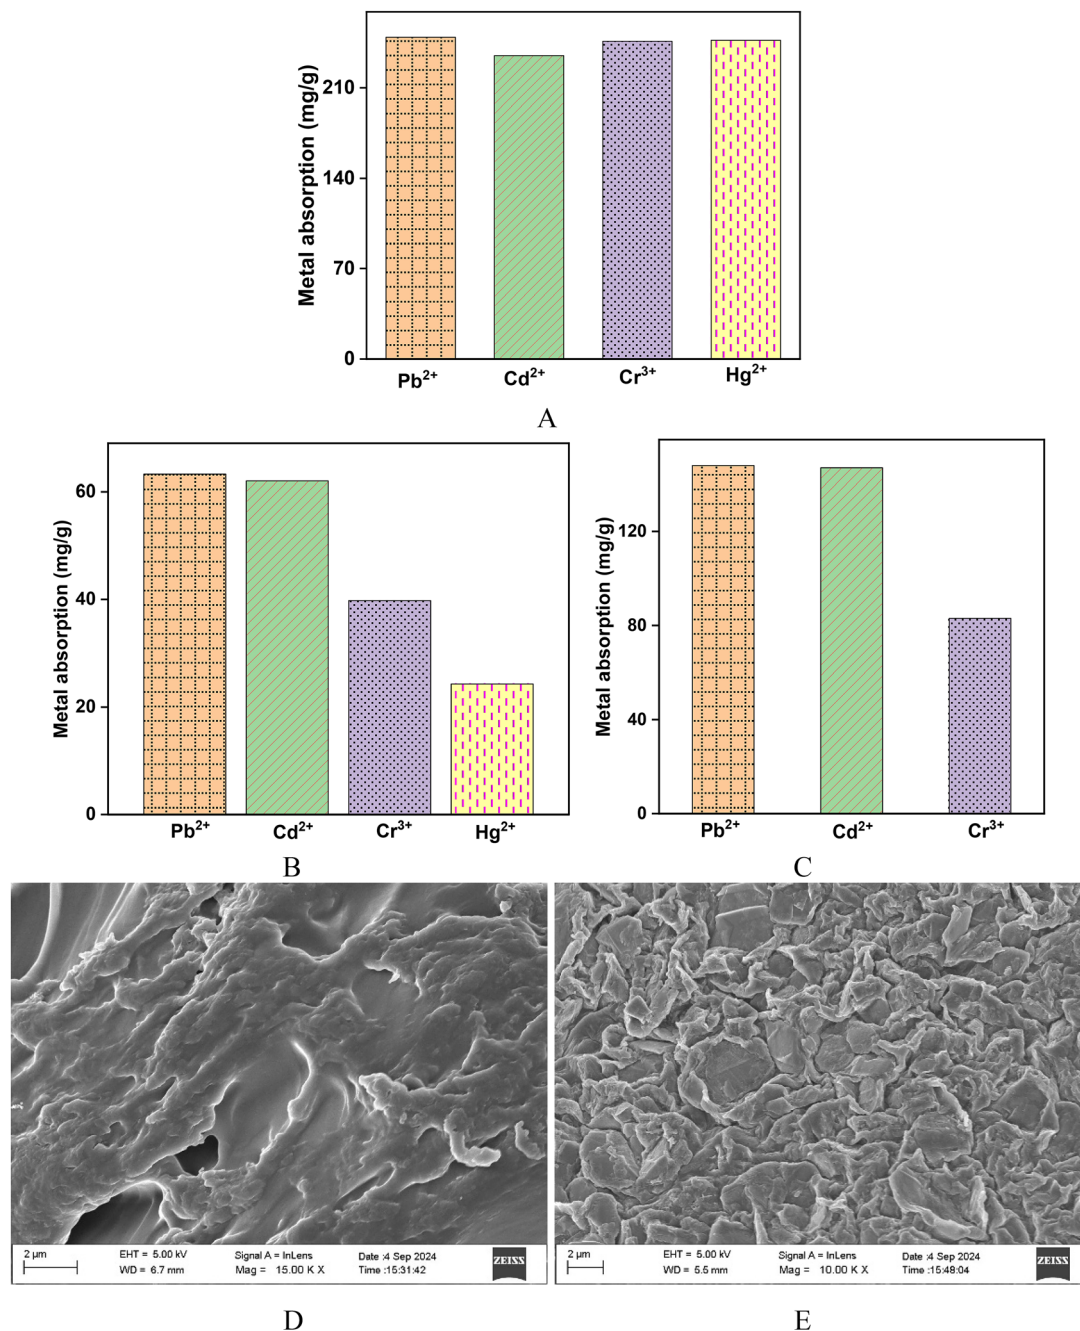 Metal absorption (mg/g)
210
140
70
0
Pb²⁺ Cd²⁺ Cr³⁺ Hg²⁺
A
Metal absorption (mg/g)
60
40
20
0
Pb²⁺ Cd²⁺ Cr³⁺ Hg²⁺
B
Metal absorption (mg/g)
120
80
40
0
Pb²⁺ Cd²⁺ Cr³⁺
C
2 µm
EHT = 5.00 kV Signal A = InLens Date :4 Sep 2024
WD = 6.7 mm Mag = 15.00 K X Time :15:31:42
ZEISS
D
2 µm
EHT = 5.00 kV Signal A = InLens Date :4 Sep 2024
WD = 5.5 mm Mag = 10.00 K X Time :15:48:04
ZEISS
E